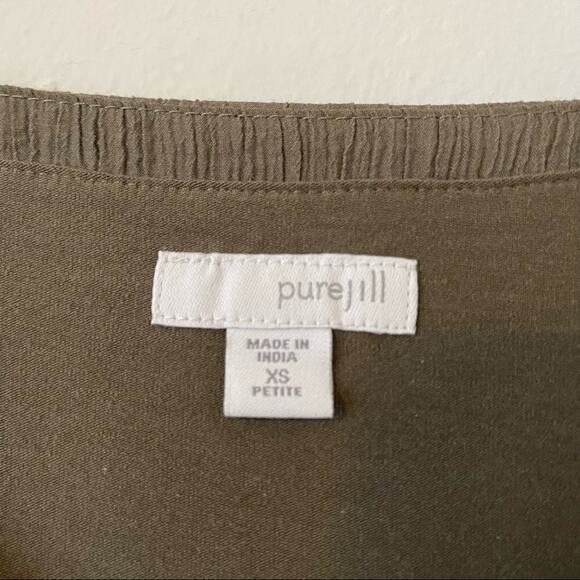 purejill
MADE IN
INDIA
XS
PETITE